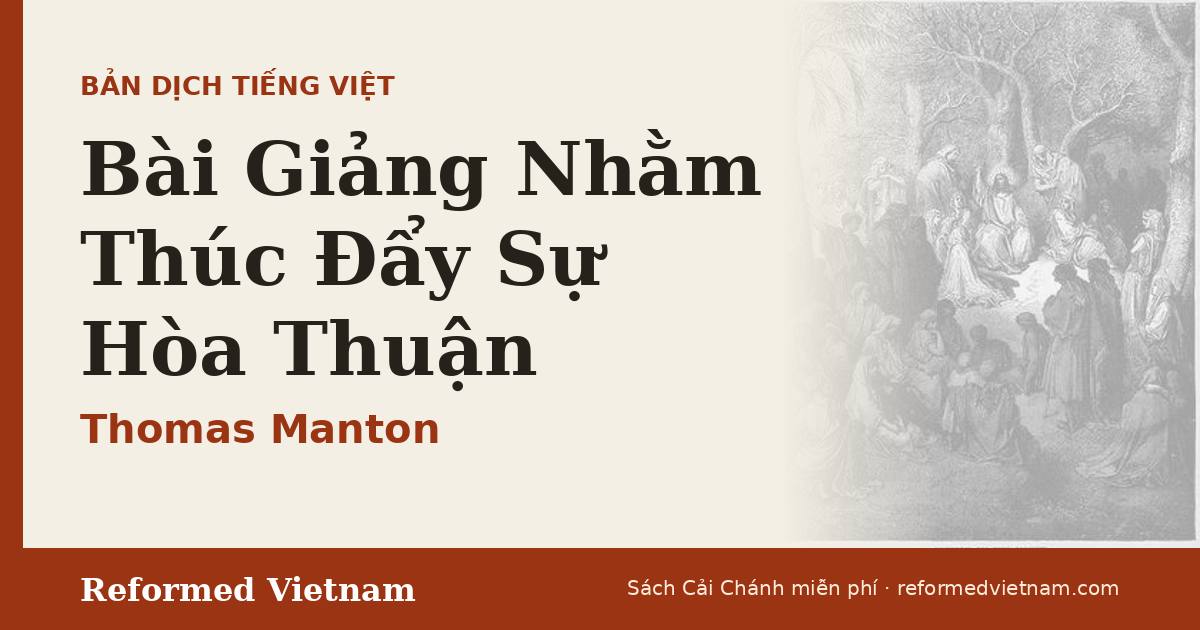 BẢN DỊCH TIẾNG VIỆT
Bài Giảng Nhằm
Thúc Đẩy Sự
Hòa Thuận
Thomas Manton
Reformed Vietnam
Sách Cải Chánh miễn phí · reformedvietnam.com